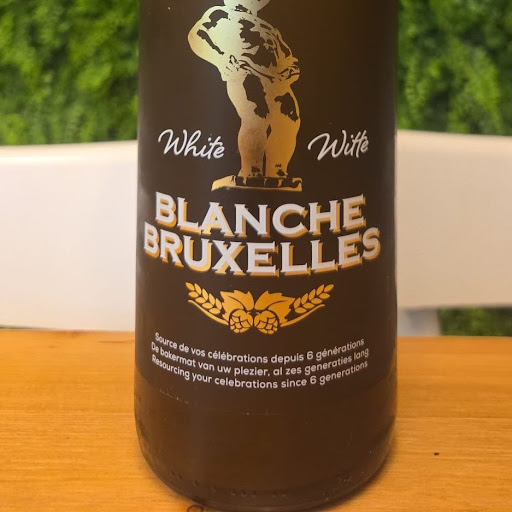 White Witte
BLANCHE
BRUXELLES
Source de vos célébrations depuis 6 générations
De bakermat van uw plezier, al zes generaties lang
Resourcing your celebrations since 6 generations